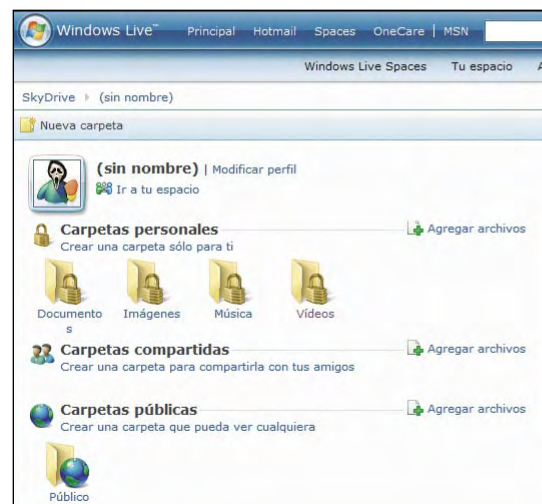 Windows Live™ Principal Hotmail Spaces OneCare | MSN
Windows Live Spaces Tu espacio A
SkyDrive (sin nombre)
Nueva carpeta
(sin nombre) | Modificar perfil
Ir a tu espacio
Carpetas personales Agregar archivos
Crear una carpeta sólo para ti
Documento Imágenes Música Vídeos
s
Carpetas compartidas Agregar archivos
Crear una carpeta para compartirla con tus amigos
Carpetas públicas Agregar archivos
Crear una carpeta que pueda ver cualquiera
Público